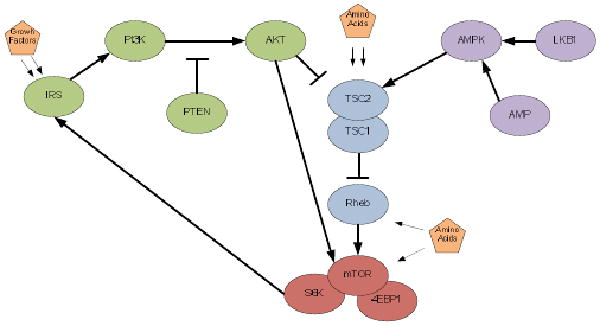 Growth
Factors
PI3K
AKT
Amino
Acids
AMPK
LKB1
IRS
PTEN
TSC2
TSC1
AMP
Rheb
Amino
Acids
mTOR
S6K
4EBP1